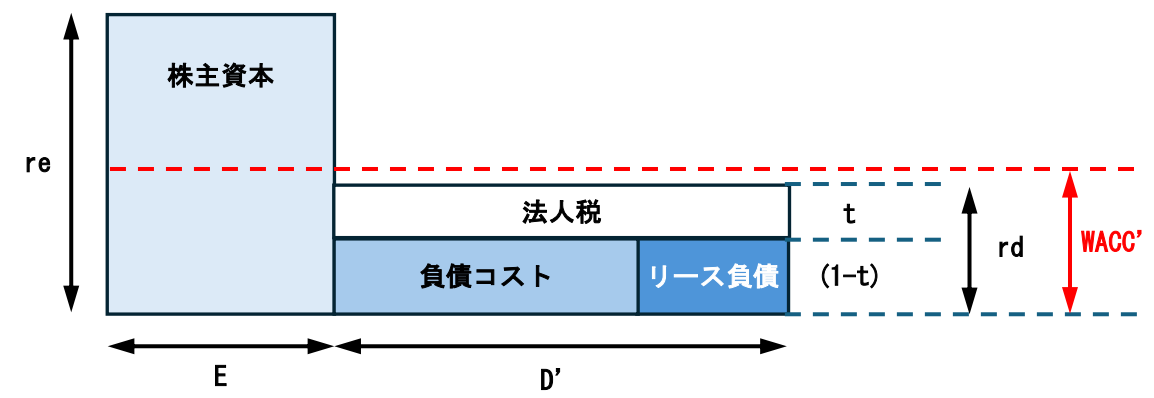 株主資本
re
法人税
t
rd
WACC'
負債コスト
リース負債
(1-t)
E
D'